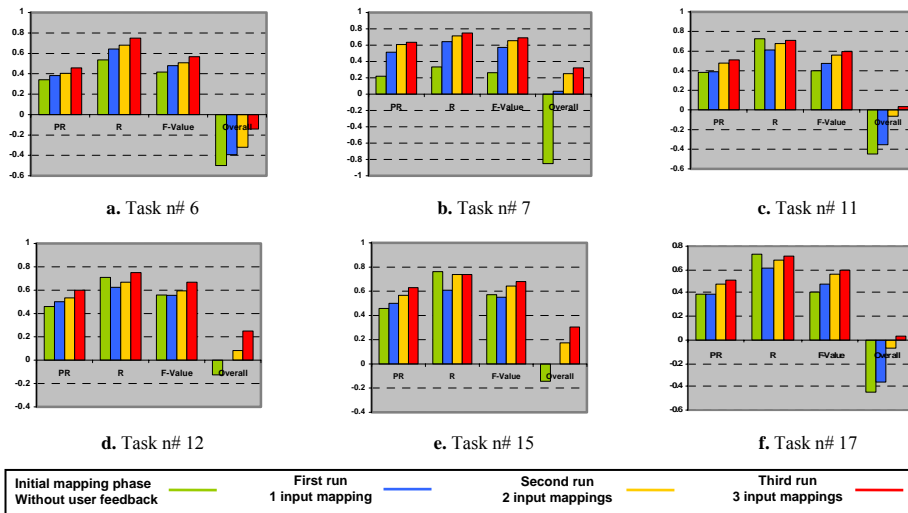 1
0.8
0.6
0.4
0.2
0
-0.2
-0.4
-0.6
PR
R
F-Value
Overall
a. Task n# 6
1
0.8
0.6
0.4
0.2
0
-0.2
-0.4
-0.6
-0.8
-1
PR
R
F-Value
Overall
b. Task n# 7
1
0.8
0.6
0.4
0.2
0
-0.2
-0.4
-0.6
PR
R
F-Value
Overall
c. Task n# 11
1
0.8
0.6
0.4
0.2
0
-0.2
-0.4
PR
R
F-Value
Overall
d. Task n# 12
1
0.8
0.6
0.4
0.2
0
-0.2
-0.4
PR
R
F-Value
Overall
e. Task n# 15
0.8
0.6
0.4
0.2
0
-0.2
-0.4
-0.6
PR
R
F-Value
Overall
f. Task n# 17
Initial mapping phase
Without user feedback
First run
1 input mapping
Second run
2 input mappings
Third run
3 input mappings